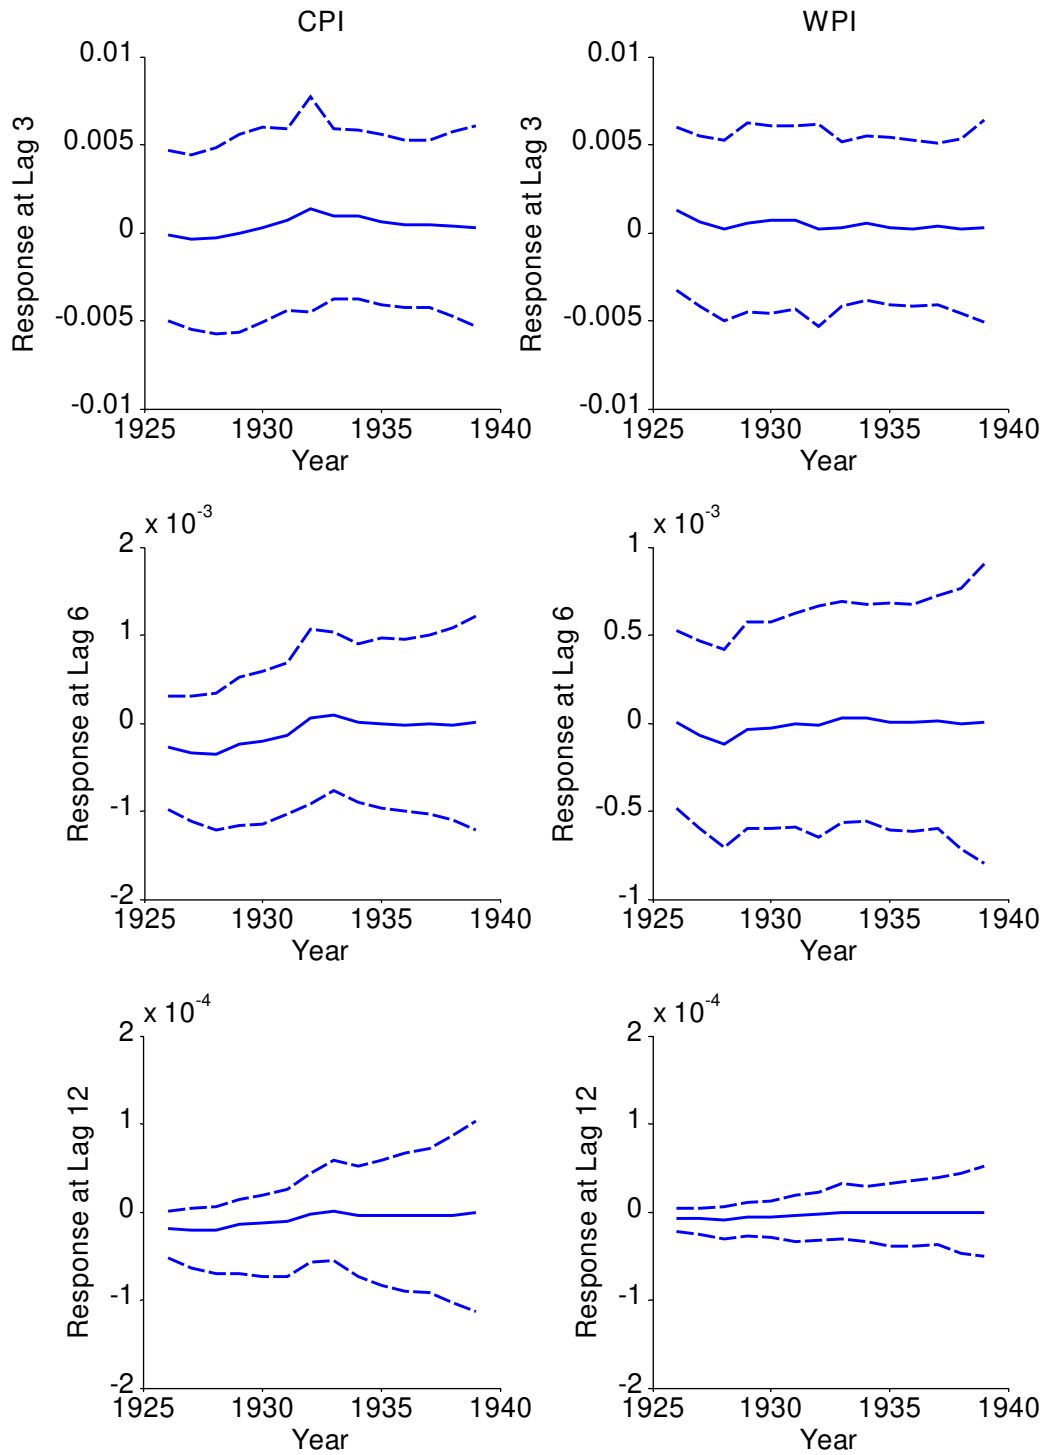 CPI
0.01
0.005
0
-0.005
-0.01
Response at Lag 3
1925 1930 1935 1940
Year
WPI
0.01
0.005
0
-0.005
-0.01
Response at Lag 3
1925 1930 1935 1940
Year
x 10-3
2
1
0
-1
-2
Response at Lag 6
1925 1930 1935 1940
Year
x 10-3
1
0.5
0
-0.5
-1
Response at Lag 6
1925 1930 1935 1940
Year
x 10-4
2
1
0
-1
-2
Response at Lag 12
1925 1930 1935 1940
Year
x 10-4
2
1
0
-1
-2
Response at Lag 12
1925 1930 1935 1940
Year